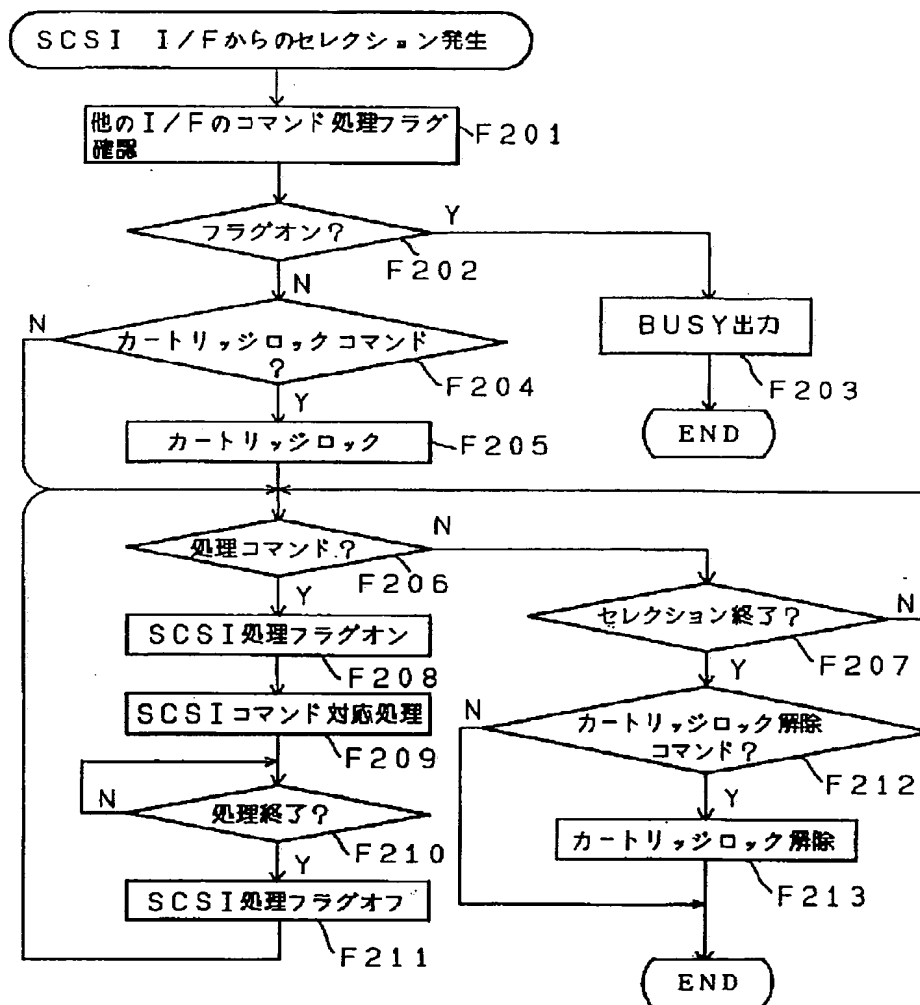 SCSI I/Fからのセレクション発生
他のI/Fのコマンド処理フラグ
確認
F201
フラグオン?
Y
F202
N
N
カートリッジロックコマンド
?
F204
BUSY出力
F203
Y
カートリッジロック
F205
END
処理コマンド?
N
F206
Y
セレクション終了?
N
F207
SCSI処理フラグオン
F208
Y
SCSIコマンド対応処理
F209
N
カートリッジロック解除
コマンド?
F212
N
処理終了?
F210
Y
Y
カートリッジロック解除
F213
SCSI処理フラグオフ
F211
END